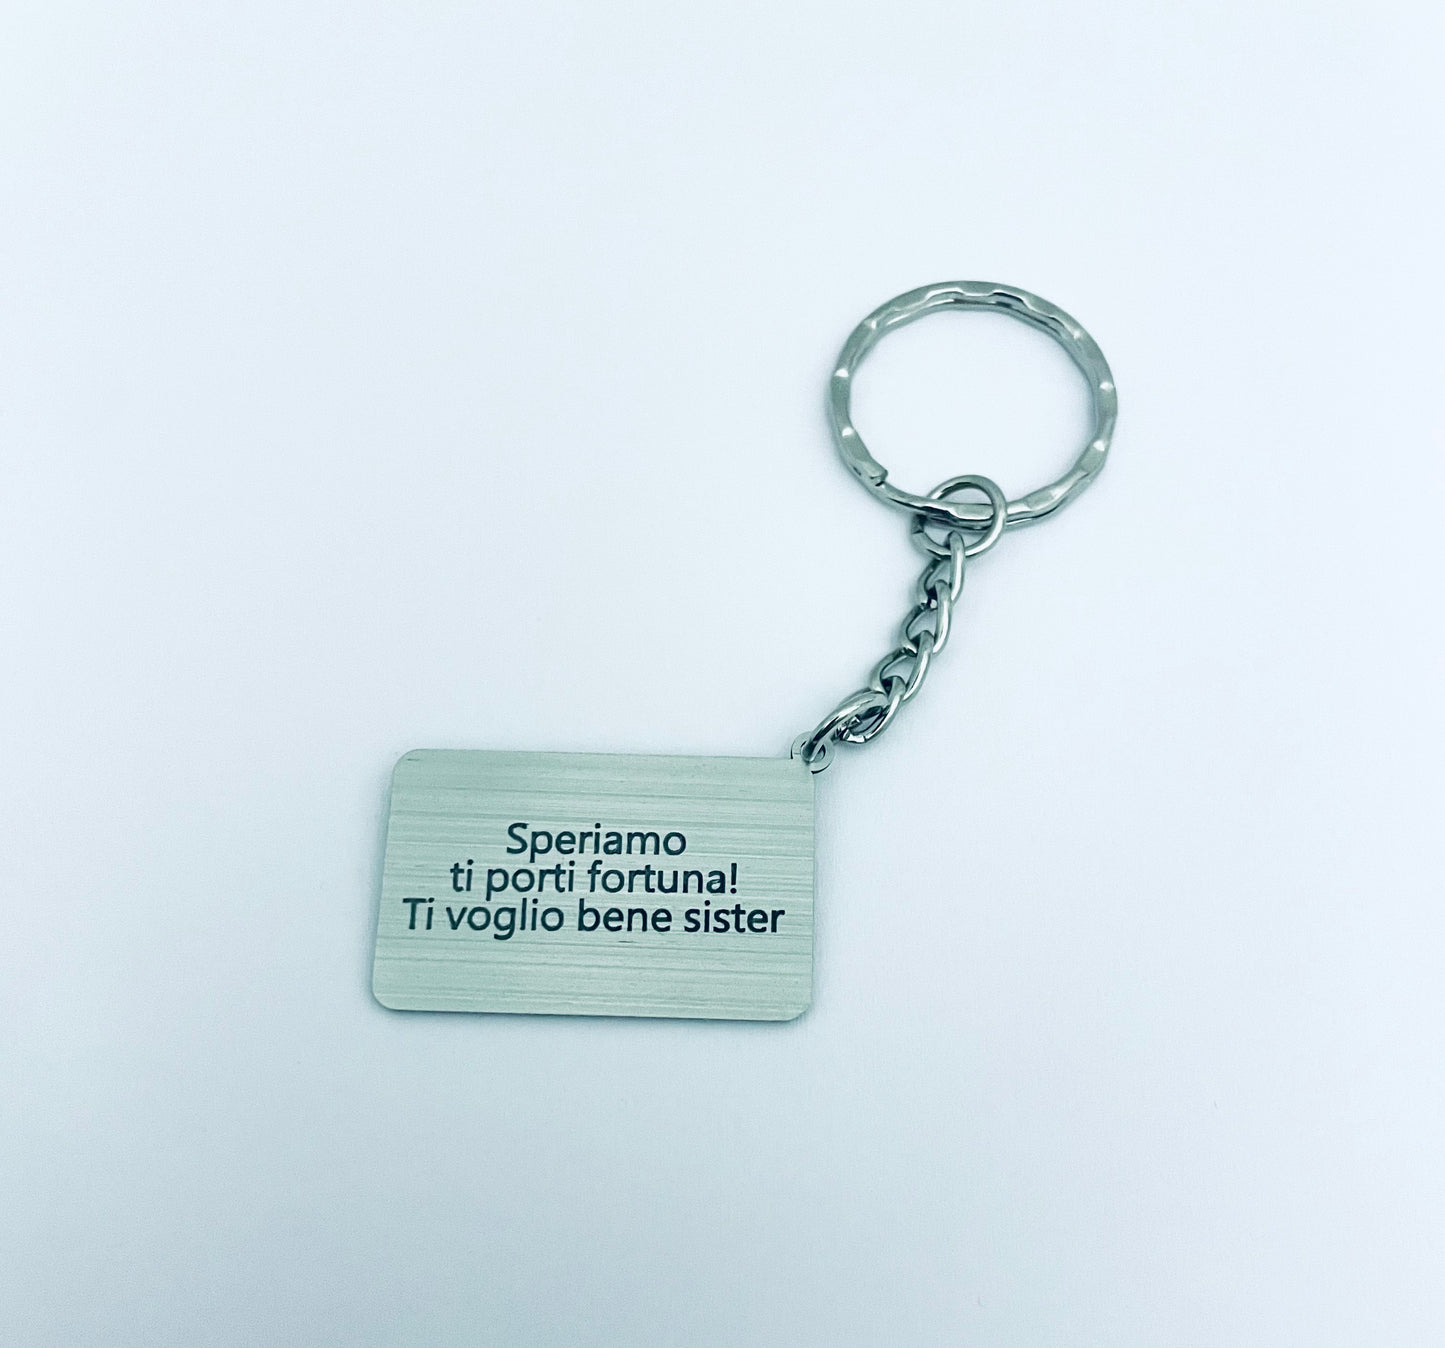 Speriamo
ti porti fortuna!
Ti voglio bene sister